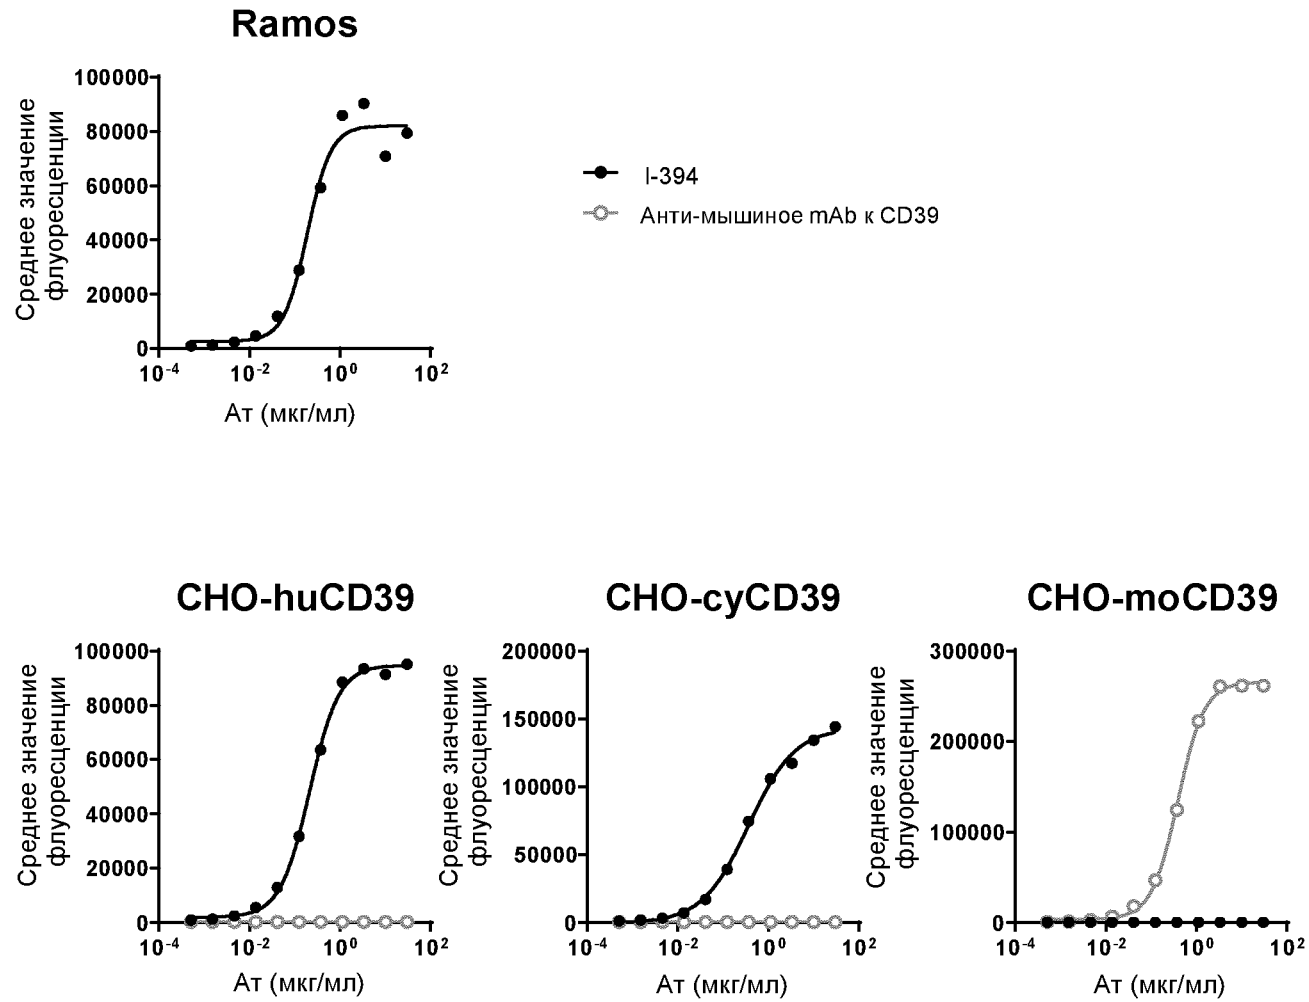 Ramos
Среднее значение
флуоресценции
100000
80000
60000
40000
20000
0
10-4
10-2
100
102
Ат (мкг/мл)
I-394
Анти-мышиное mAb к CD39
CHO-huCD39
Среднее значение
флуоресценции
100000
80000
60000
40000
20000
0
10-4
10-2
100
102
Ат (мкг/мл)
CHO-cyCD39
Среднее значение
флуоресценции
200000
150000
100000
50000
0
10-4
10-2
100
102
Ат (мкг/мл)
CHO-moCD39
Среднее значение
флуоресценции
300000
200000
100000
0
10-4
10-2
100
102
Ат (мкг/мл)